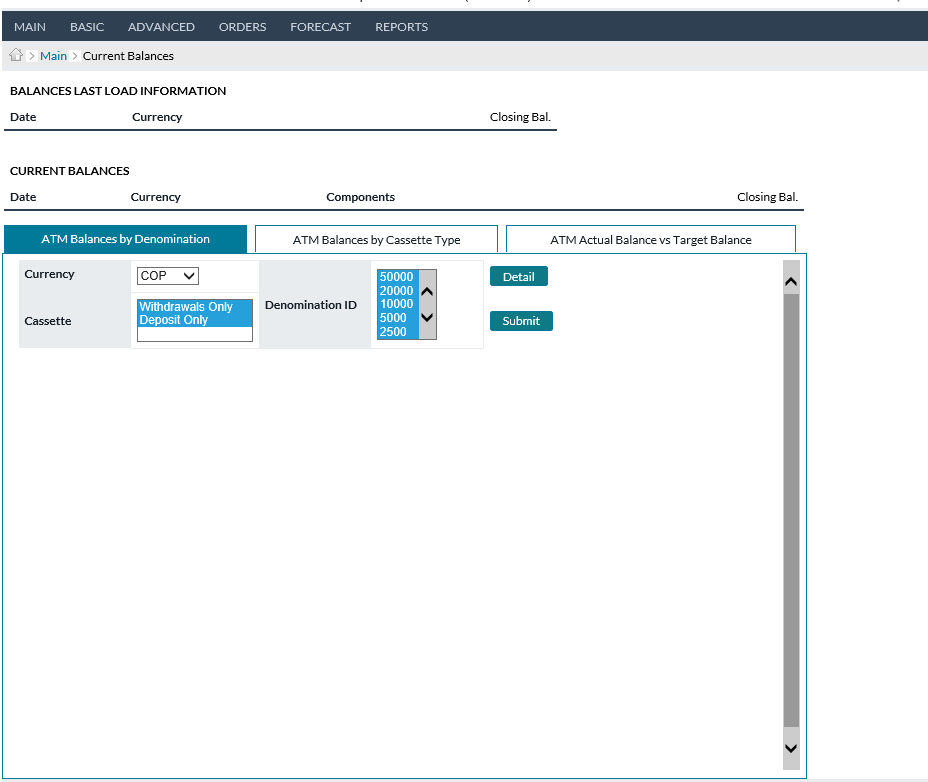 MAIN BASIC ADVANCED ORDERS FORECAST REPORTS
> Main > Current Balances
BALANCES LAST LOAD INFORMATION
Date Currency Closing Bal.
CURRENT BALANCES
Date Currency Components Closing Bal.
ATM Balances by Denomination ATM Balances by Cassette Type ATM Actual Balance vs Target Balance
Currency COP
Cassette
Withdrawals Only
Deposit Only
Denomination ID
50000
20000
10000
5000
2500
Detail
Submit